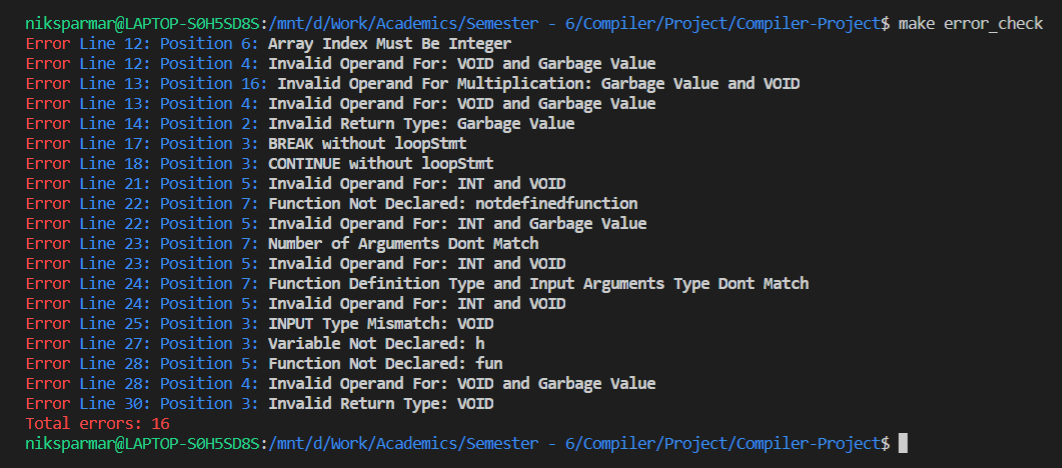 niksparmar@LAPTOP-S0H5SD8S:/mnt/d/Work/Academics/Semester - 6/Compiler/Project/Compiler-Project$ make error_check
Error Line 12: Position 6: Array Index Must Be Integer
Error Line 12: Position 4: Invalid Operand For: VOID and Garbage Value
Error Line 13: Position 16: Invalid Operand For Multiplication: Garbage Value and VOID
Error Line 13: Position 4: Invalid Operand For: VOID and Garbage Value
Error Line 14: Position 2: Invalid Return Type: Garbage Value
Error Line 17: Position 3: BREAK without loopStmt
Error Line 18: Position 3: CONTINUE without loopStmt
Error Line 21: Position 5: Invalid Operand For: INT and VOID
Error Line 22: Position 7: Function Not Declared: notdefinedfunction
Error Line 22: Position 5: Invalid Operand For: INT and Garbage Value
Error Line 23: Position 7: Number of Arguments Dont Match
Error Line 23: Position 5: Invalid Operand For: INT and VOID
Error Line 24: Position 7: Function Definition Type and Input Arguments Type Dont Match
Error Line 24: Position 5: Invalid Operand For: INT and VOID
Error Line 25: Position 3: INPUT Type Mismatch: VOID
Error Line 27: Position 3: Variable Not Declared: h
Error Line 28: Position 5: Function Not Declared: fun
Error Line 28: Position 4: Invalid Operand For: VOID and Garbage Value
Error Line 30: Position 3: Invalid Return Type: VOID
Total errors: 16
niksparmar@LAPTOP-S0H5SD8S:/mnt/d/Work/Academics/Semester - 6/Compiler/Project/Compiler-Project$